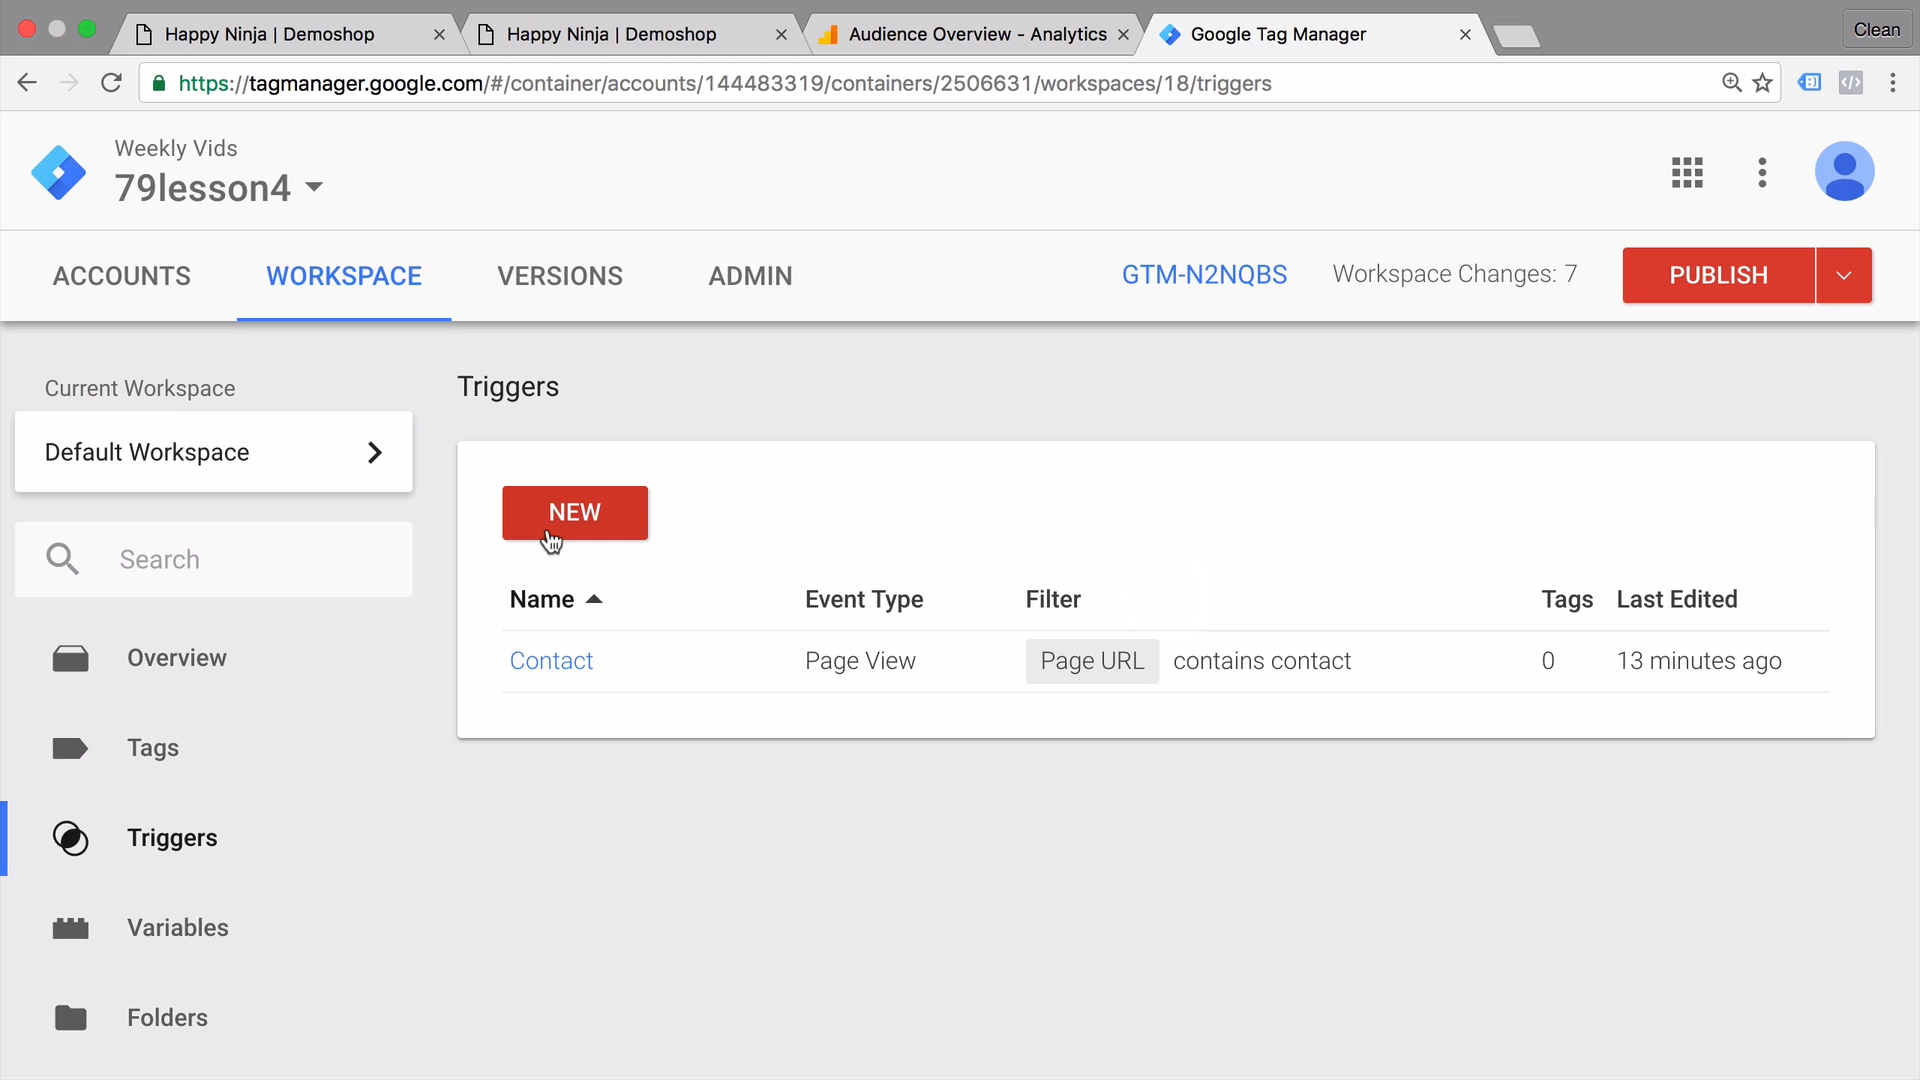 Happy Ninja | Demoshop
Happy Ninja | Demoshop
Audience Overview - Analytics
Google Tag Manager
Clean
https://tagmanager.google.com/#/container/accounts/144483319/containers/2506631/workspaces/18/triggers
Weekly Vids
79lesson4
ACCOUNTS
WORKSPACE
VERSIONS
ADMIN
GTM-N2NQBS
Workspace Changes: 7
PUBLISH
Current Workspace
Default Workspace
Search
Overview
Tags
Triggers
Variables
Folders
Triggers
NEW
Name Event Type Filter Tags Last Edited
Contact Page View Page URL contains contact 0 13 minutes ago